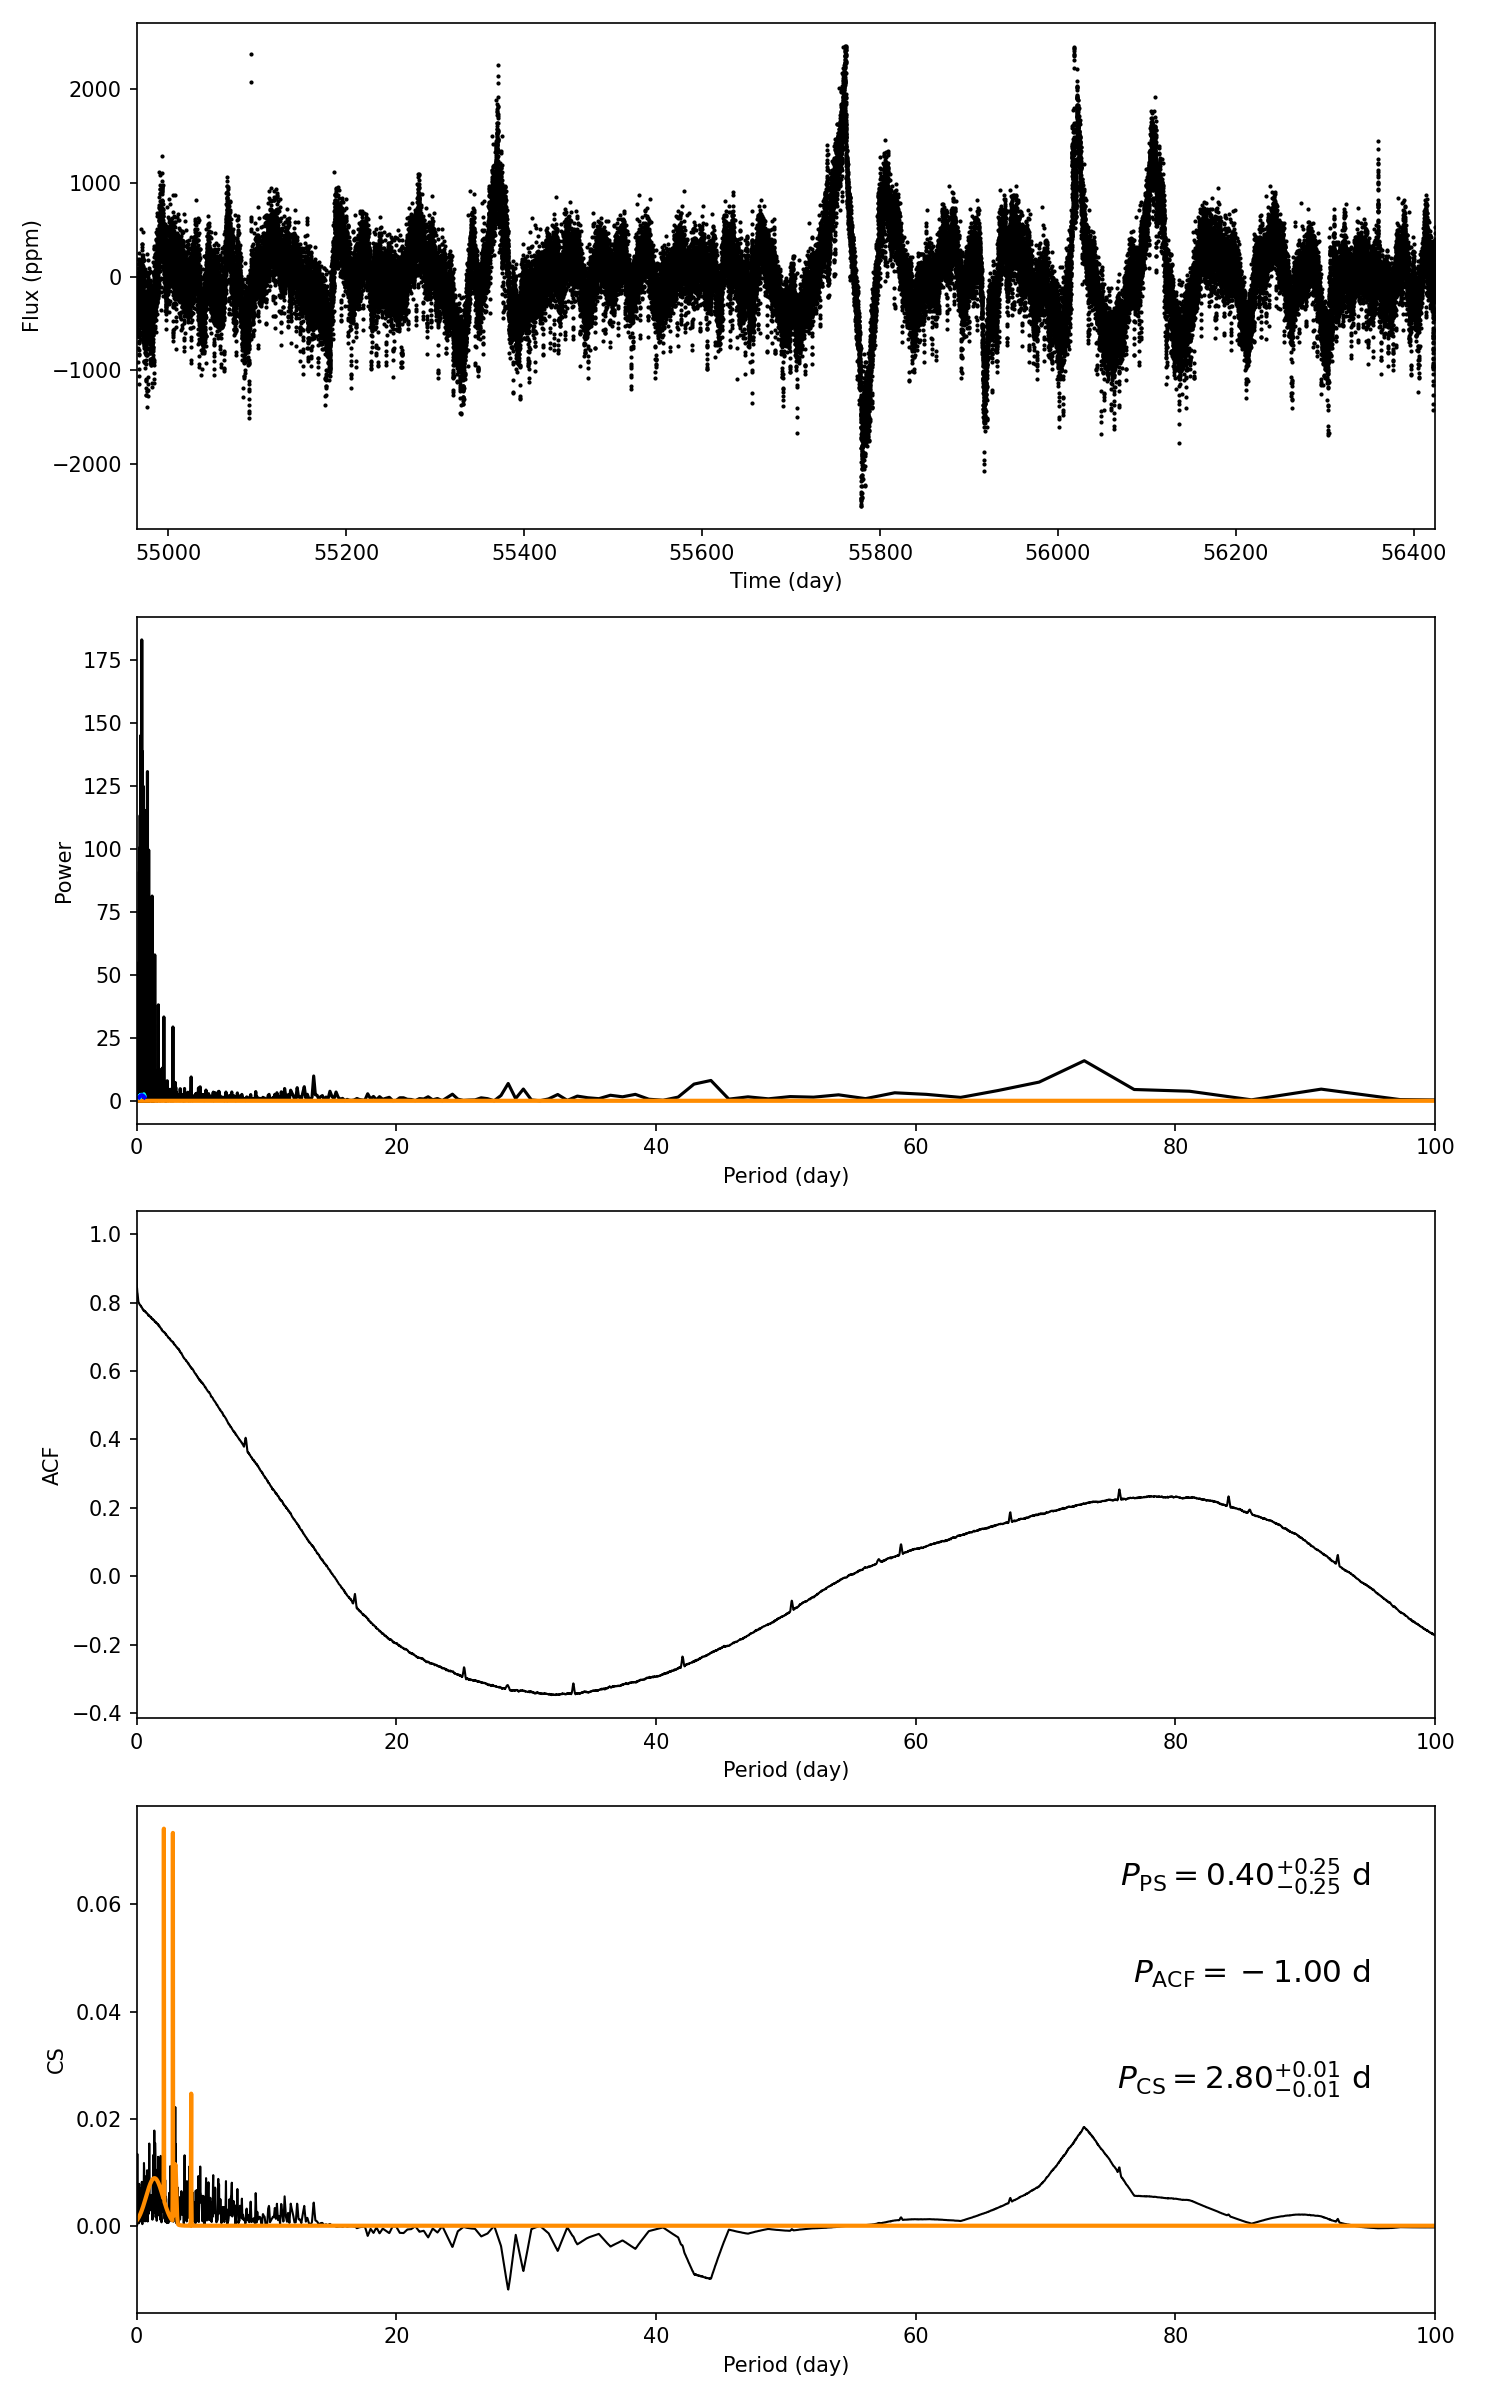 2000
1000
0
−1000
−2000
Flux (ppm)
55000 55200 55400 55600 55800 56000 56200 56400
Time (day)
175
150
125
100
75
50
25
0
Power
0 20 40 60 80 100
Period (day)
1.0
0.8
0.6
0.4
0.2
0.0
−0.2
−0.4
ACF
0 20 40 60 80 100
Period (day)
0.06
0.04
0.02
0.00
CS
P_PS = 0.40^{+0.25}_{−0.25} d
P_ACF = −1.00 d
P_CS = 2.80^{+0.01}_{−0.01} d
0 20 40 60 80 100
Period (day)